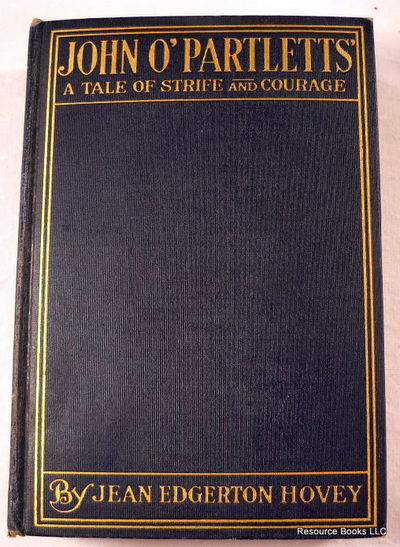 JOHN O' PARTLETTS'
A TALE OF STRIFE AND COURAGE
By JEAN EDGERTON HOVEY
Resource Books LLC